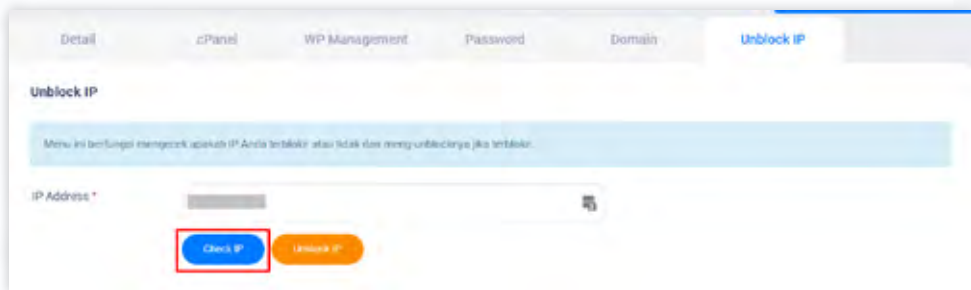 Detail cPanel WP Management Password Domain Unblock IP
Unblock IP
Menu ini berfungsi mengecek apakah IP Anda terblokir atau tidak dan meng-unblocknya jika terblokir.
IP Address *
Check IP Unblock IP